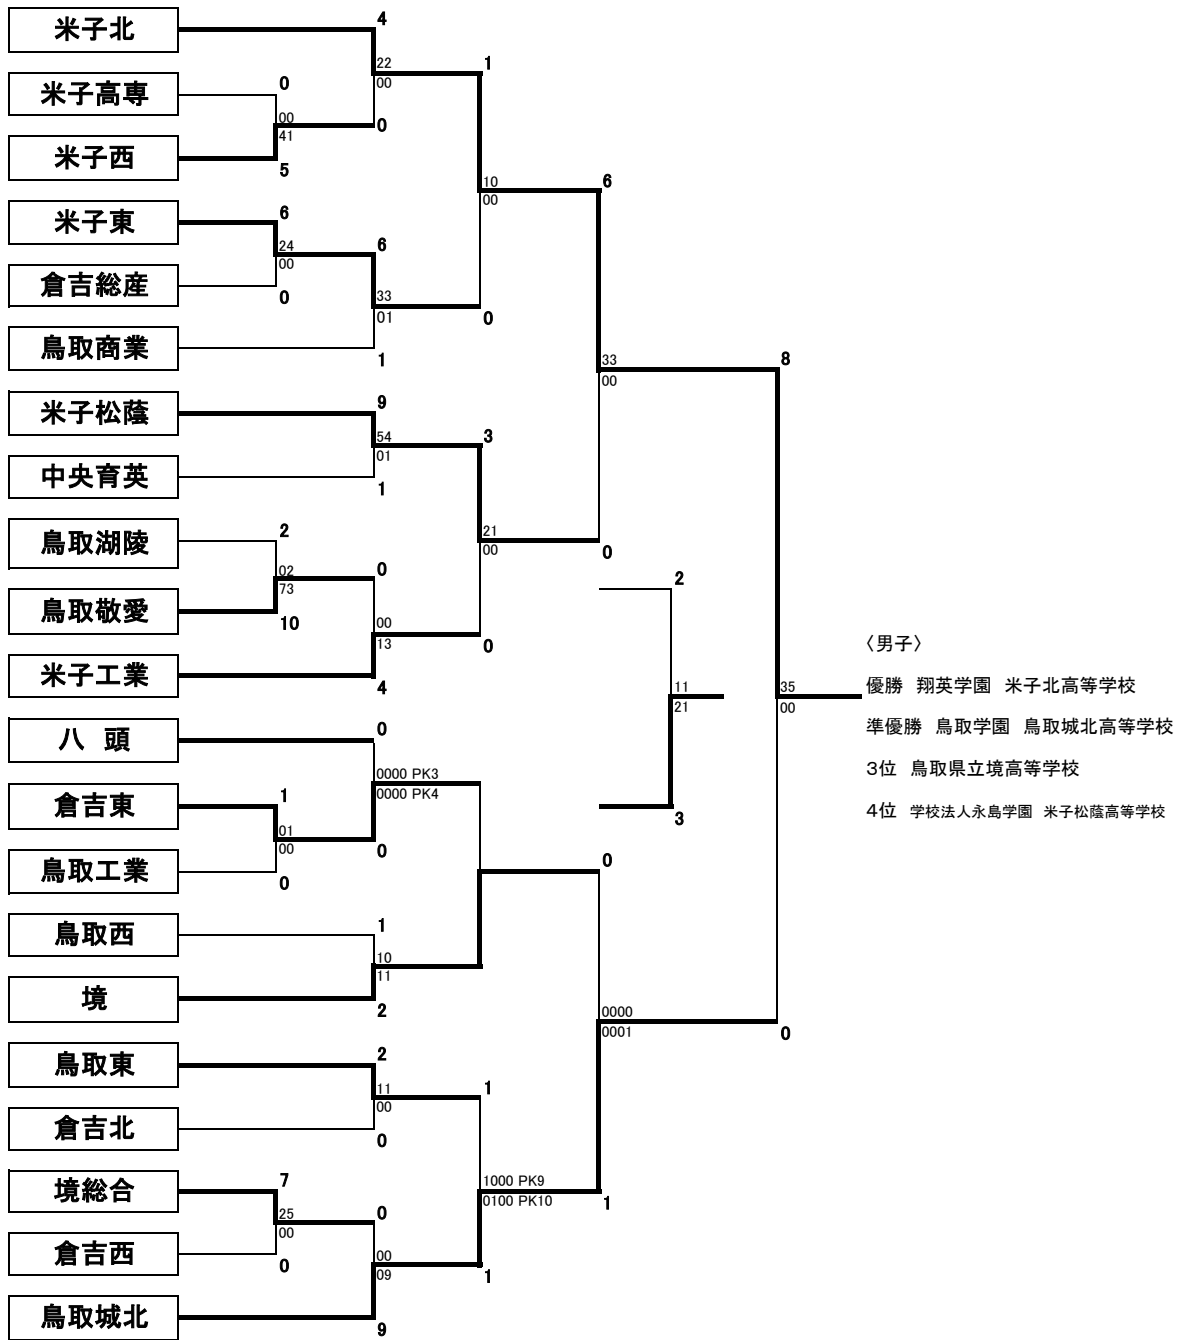 米子北
4
22
00
1
米子高専
0
00
41
0
米子西
5
10
00
6
米子東
6
24
00
6
倉吉総産
0
33
01
0
鳥取商業
1
33
00
8
米子松蔭
9
54
01
3
中央育英
1
鳥取湖陵
2
02
73
0
21
00
0
鳥取敬愛
10
00
13
0
米子工業
4
2
11
21
3
35
00
〈男子〉
優勝 翔英学園 米子北高等学校
準優勝 鳥取学園 鳥取城北高等学校
3位 鳥取県立境高等学校
4位 学校法人永島学園 米子松蔭高等学校
八 頭
0
0000 PK3
0000 PK4
倉吉東
1
01
00
0
鳥取工業
0
0
鳥取西
1
10
11
境
2
0000
0001
0
鳥取東
2
11
00
1
倉吉北
0
境総合
7
25
00
0
1000 PK9
0100 PK10
1
倉吉西
0
00
09
1
鳥取城北
9